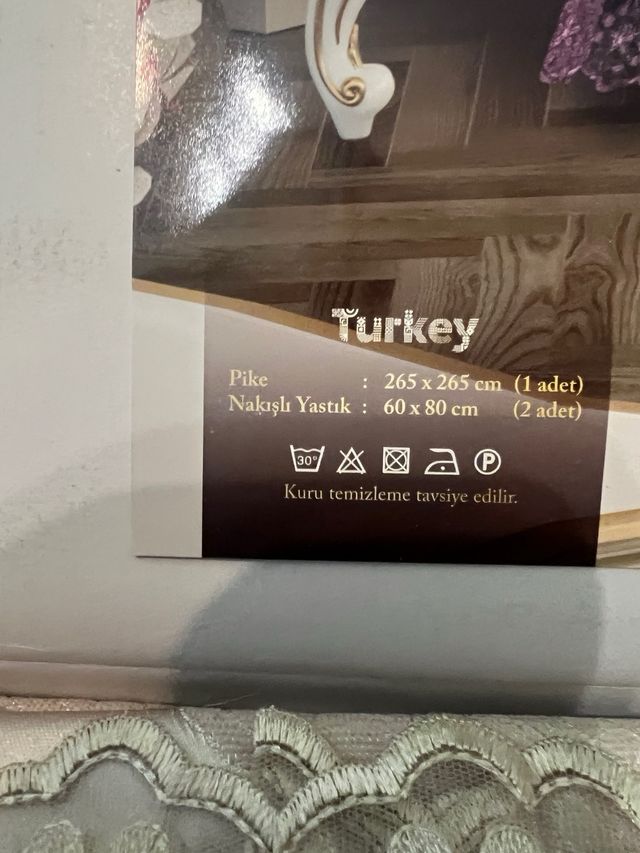 Turkey
Pike : 265 x 265 cm (1 adet)
Nakışlı Yastık : 60 x 80 cm (2 adet)
30° P
Kuru temizleme tavsiye edilir.